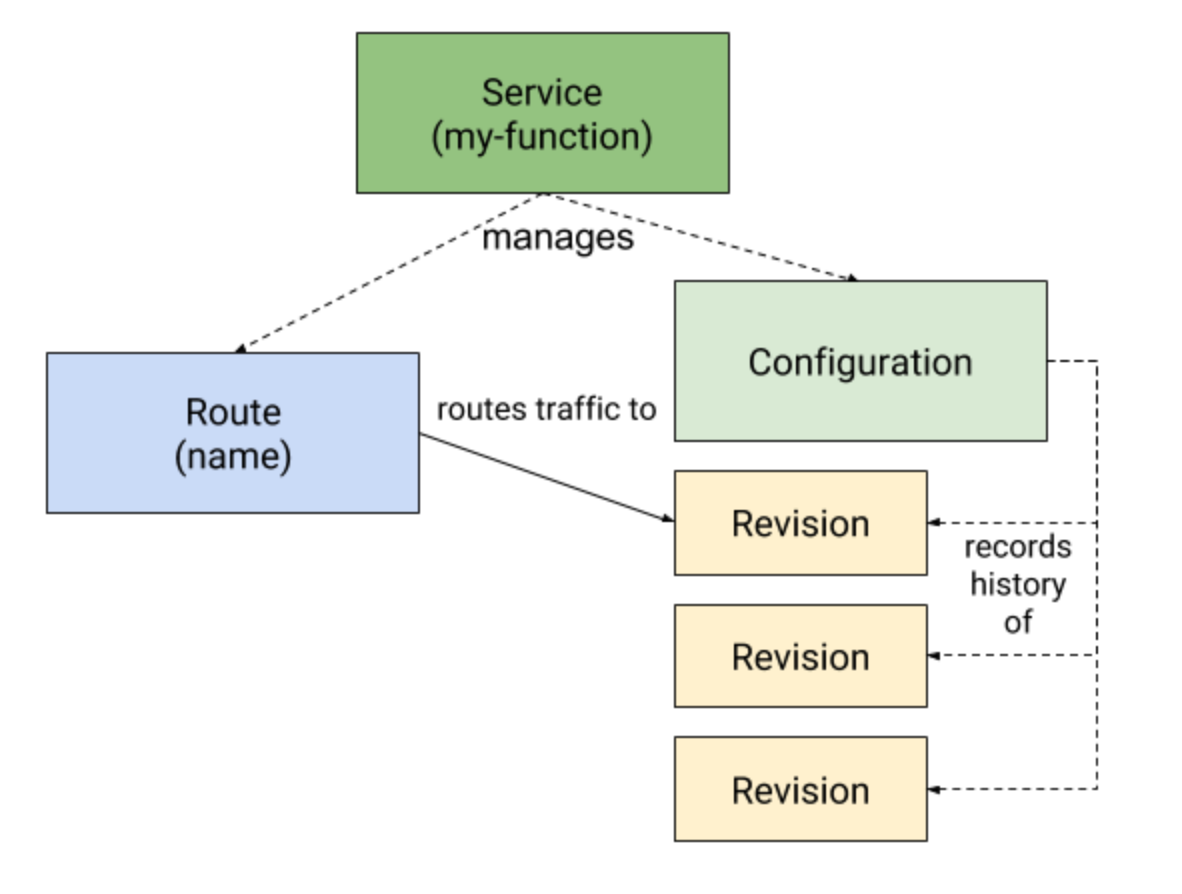 Service
(my-function)
manages
Configuration
Route
(name)
routes traffic to
Revision
records
history
of
Revision
Revision